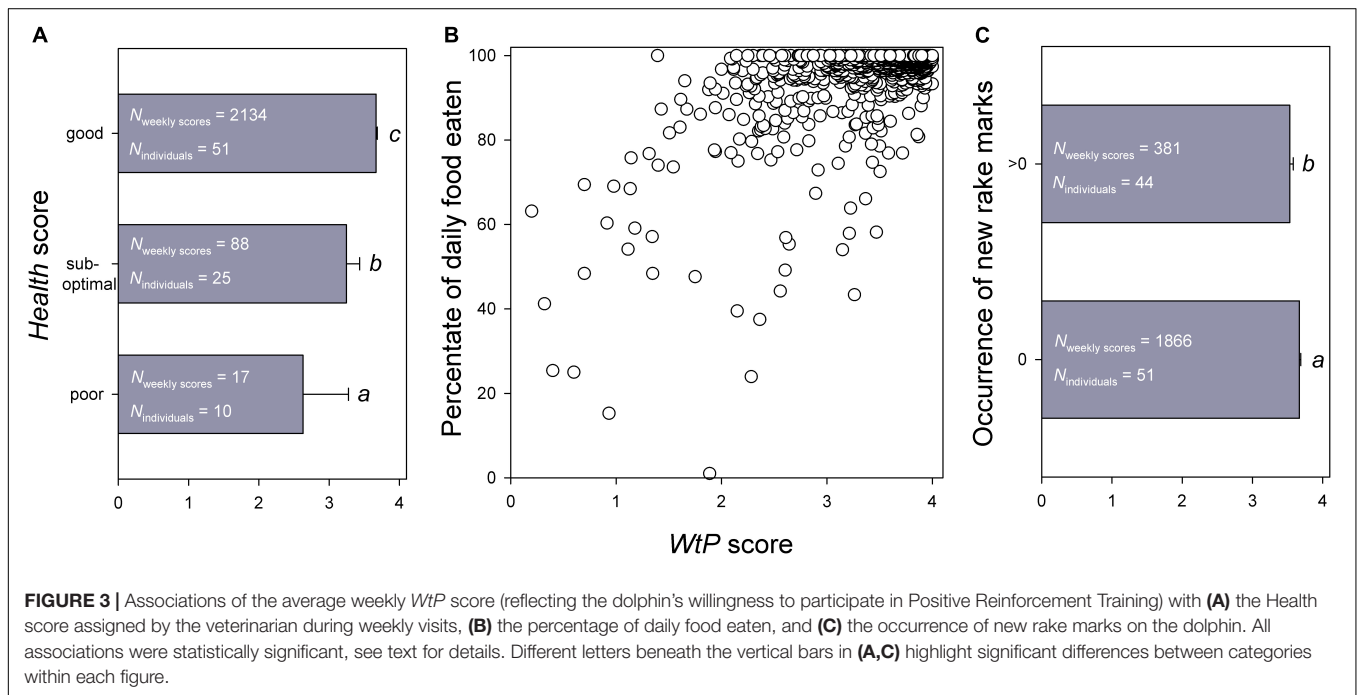 A
B
C
Health score
good
sub-
optimal
poor
N weekly scores = 2134
N individuals = 51
c
N weekly scores = 88
N individuals = 25
b
N weekly scores = 17
N individuals = 10
a
0 1 2 3 4
Percentate of daily food eaten
100
80
60
40
20
0
0 1 2 3 4
WtP score
Occurrence of new rake marks
>0
0
N weekly scores = 381
N individuals = 44
b
N weekly scores = 1866
N individuals = 51
a
0 1 2 3 4
FIGURE 3 | Associations of the average weekly WtP score (reflecting the dolphin's willingness to participate in Positive Reinforcement Training) with (A) the Health
score assigned by the veterinarian during weekly visits, (B) the percentage of daily food eaten, and (C) the occurrence of new rake marks on the dolphin. All
associations were statistically significant, see text for details. Different letters beneath the vertical bars in (A,C) highlight significant differences between categories
within each figure.